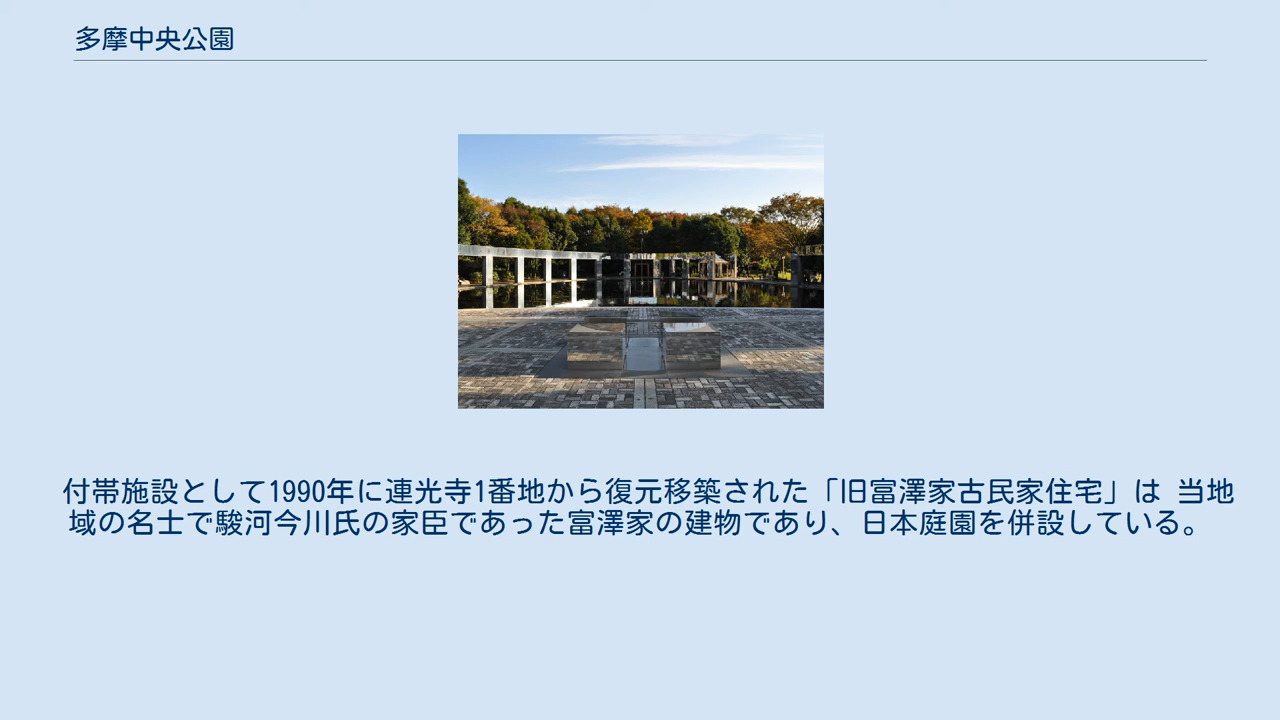 多摩中央公園
付帯施設として1990年に連光寺1番地から復元移築された「旧富澤家古民家住宅」は 当地
域の名士で駿河今川氏の家臣であった富澤家の建物であり、日本庭園を併設している。